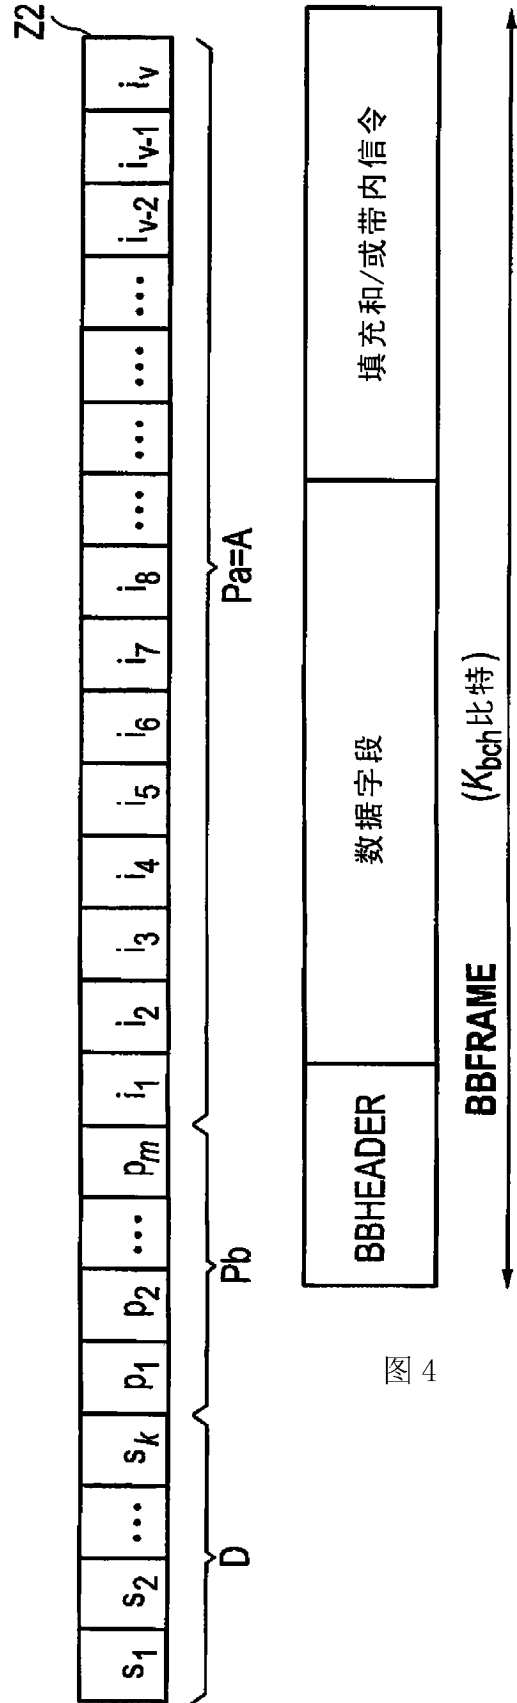 Z2
s1 s2 ... sk p1 p2 ... pm i1 i2 i3 i4 i5 i6 i7 i8 ... ... ... ... iv-2 iv-1 iv
D Pb Pa=A
BBHEADER 数据字段 填充和/或带内信令
(Kbch比特)
BBFRAME
图 4